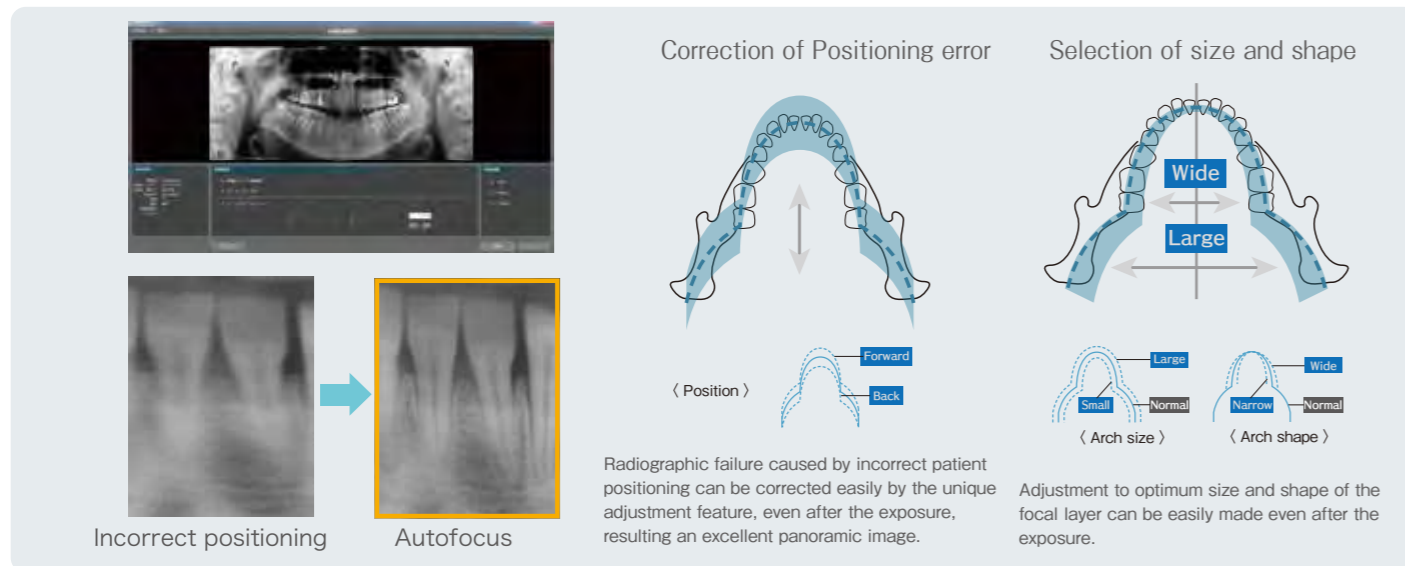 Incorrect positioning
Autofocus
Correction of Positioning error
〈 Position 〉
Forward
Back
Radiographic failure caused by incorrect patient
positioning can be corrected easily by the unique
adjustment feature, even after the exposure,
resulting an excellent panoramic image.
Selection of size and shape
Wide
Large
Large
Small
Normal
〈 Arch size 〉
Wide
Narrow
Normal
〈 Arch shape 〉
Adjustment to optimum size and shape of the
focal layer can be easily made even after the
exposure.